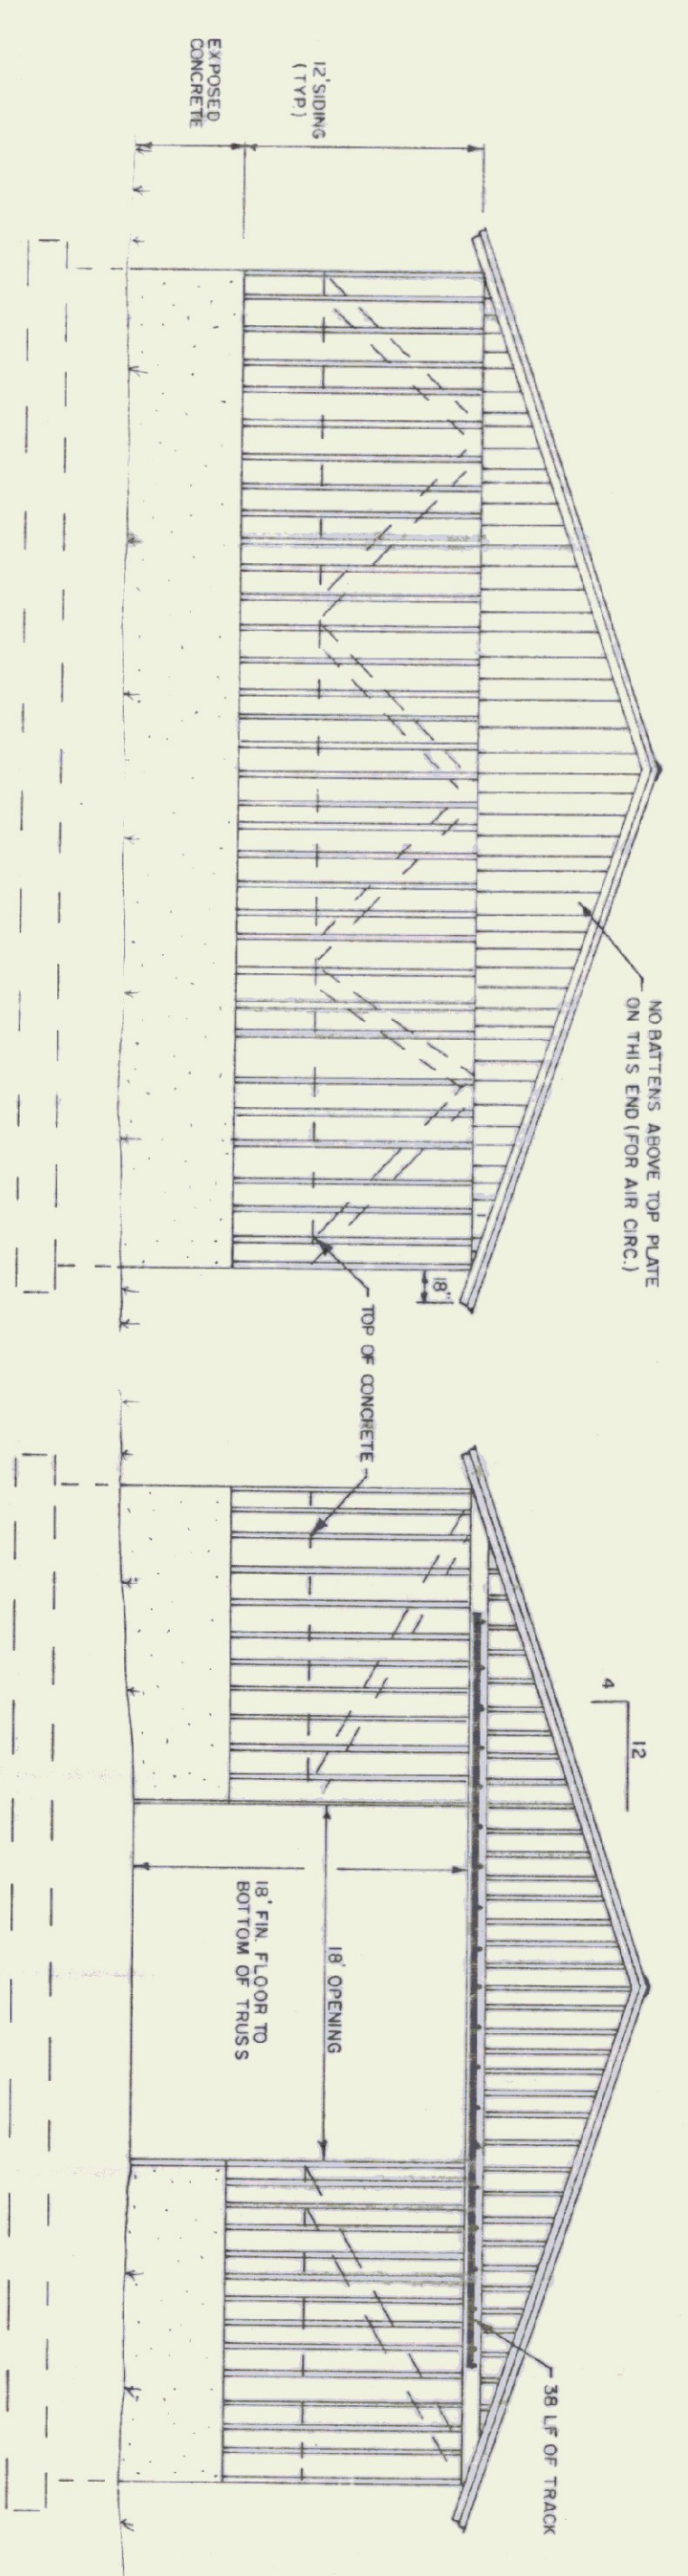 12' SIDING
(TYP.)
EXPOSED
CONCRETE
NO BATTENS ABOVE TOP PLATE
ON THIS END (FOR AIR CIRC.)
18"
TOP OF CONCRETE
4
12
18' FIN. FLOOR TO
BOTTOM OF TRUSS
18' OPENING
38 LF OF TRACK